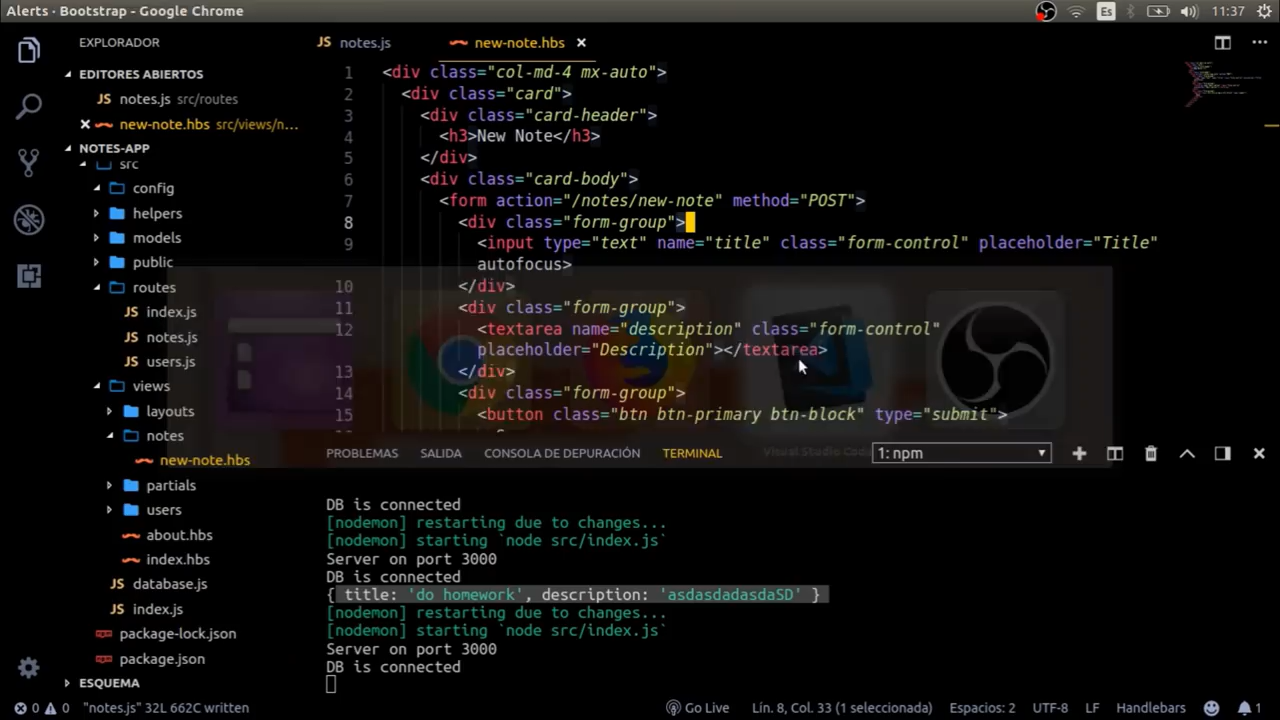 Alerts · Bootstrap - Google Chrome
Es
11:37
EXPLORADOR
EDITORES ABIERTOS
JS notes.js src/routes
new-note.hbs src/views/n...
NOTES-APP
src
config
helpers
models
public
routes
JS index.js
JS notes.js
JS users.js
views
layouts
notes
new-note.hbs
partials
users
about.hbs
index.hbs
JS database.js
JS index.js
package-lock.json
package.json
ESQUEMA
JS notes.js
new-note.hbs
1 <div class="col-md-4 mx-auto">
2 <div class="card">
3 <div class="card-header">
4 <h3>New Note</h3>
5 </div>
6 <div class="card-body">
7 <form action="/notes/new-note" method="POST">
8 <div class="form-group">
9 <input type="text" name="title" class="form-control" placeholder="Title"
autofocus>
10 </div>
11 <div class="form-group">
12 <textarea name="description" class="form-control"
placeholder="Description"></textarea>
13 </div>
14 <div class="form-group">
15 <button class="btn btn-primary btn-block" type="submit">
PROBLEMAS SALIDA CONSOLA DE DEPURACIÓN TERMINAL
Visual Studio Code
1: npm
DB is connected
[nodemon] restarting due to changes...
[nodemon] starting `node src/index.js`
Server on port 3000
DB is connected
{ title: 'do homework', description: 'asdasdadasdaSD' }
[nodemon] restarting due to changes...
[nodemon] starting `node src/index.js`
Server on port 3000
DB is connected
0 0 "notes.js" 32L 662C written
Go Live Lín. 8, Col. 33 (1 seleccionada) Espacios: 2 UTF-8 LF Handlebars 1